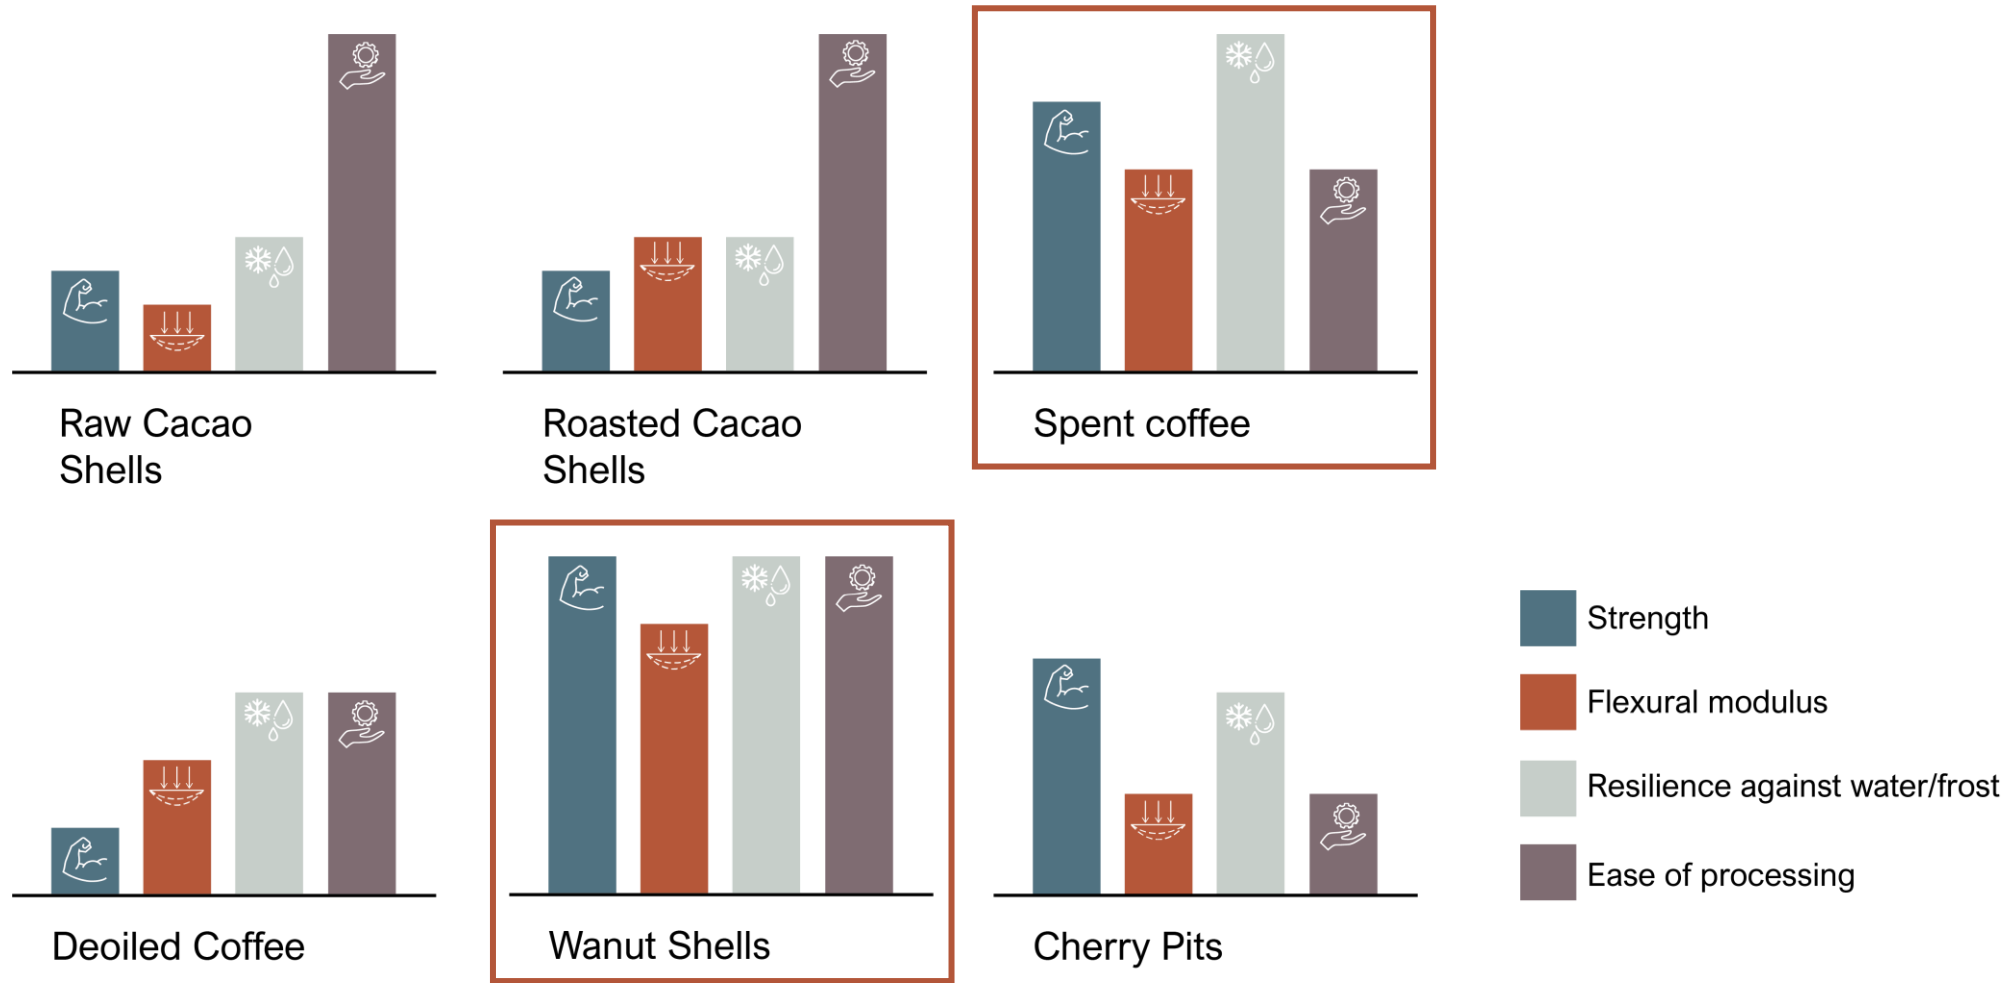 Raw Cacao
Shells
Roasted Cacao
Shells
Spent coffee
Deoiled Coffee
Wanut Shells
Cherry Pits
Strength
Flexural modulus
Resilience against water/frost
Ease of processing